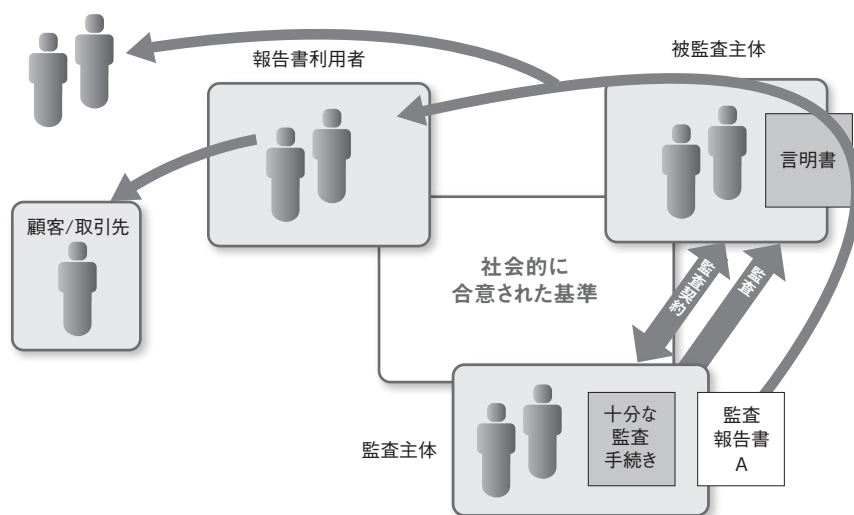 報告書利用者
被監査主体
言明書
顧客/取引先
社会的に
合意された基準
監査契約
監査
監査主体
十分な
監査
手続き
監査
報告書
A